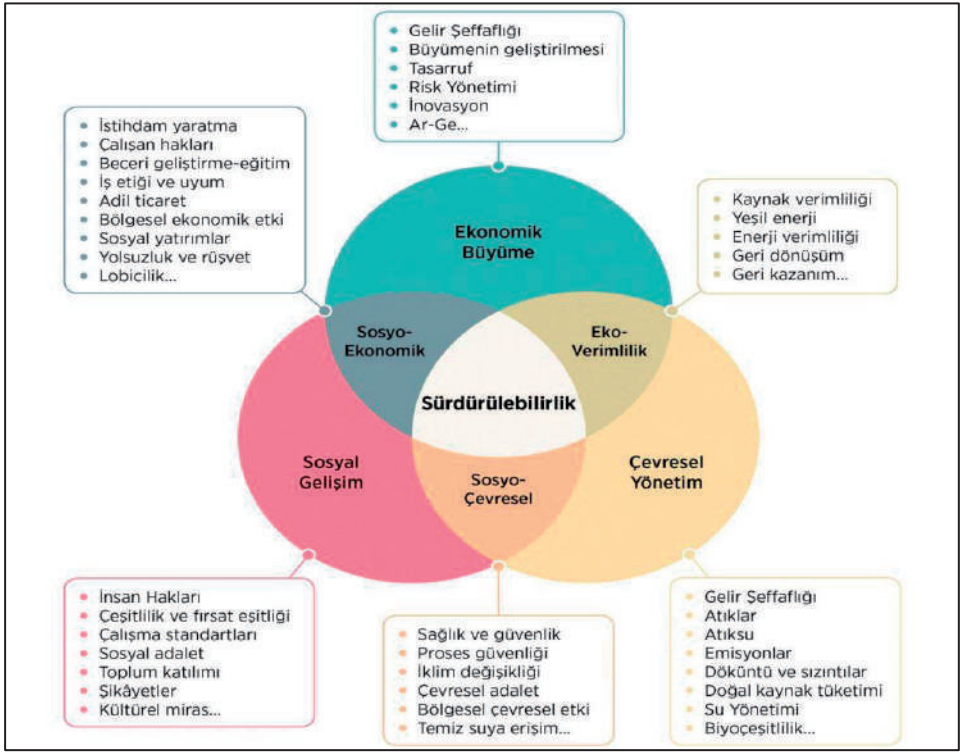 Gelir Şeffaflığı
Büyümenin geliştirilmesi
Tasarruf
Risk Yönetimi
İnovasyon
Ar-Ge...
İstihdam yaratma
Çalışan hakları
Beceri geliştirme-eğitim
İş etiği ve uyum
Adil ticaret
Bölgesel ekonomik etki
Sosyal yatırımlar
Yolsuzluk ve rüşvet
Lobicilik...
Kaynak verimliliği
Yeşil enerji
Enerji verimliliği
Geri dönüşüm
Geri kazanım...
Ekonomik
Büyüme
Sosyo-
Ekonomik
Eko-
Verimlilik
Sürdürülebilirlik
Sosyal
Gelişim
Sosyo-
Çevresel
Çevresel
Yönetim
İnsan Hakları
Çeşitlilik ve fırsat eşitliği
Çalışma standartları
Sosyal adalet
Toplum katılımı
Şikâyetler
Kültürel miras...
Sağlık ve güvenlik
Proses güvenliği
İklim değişikliği
Çevresel adalet
Bölgesel çevresel etki
Temiz suya erişim...
Gelir Şeffaflığı
Atıklar
Atıksu
Emisyonlar
Döküntü ve sızıntılar
Doğal kaynak tüketimi
Su Yönetimi
Biyoçeşitlilik...